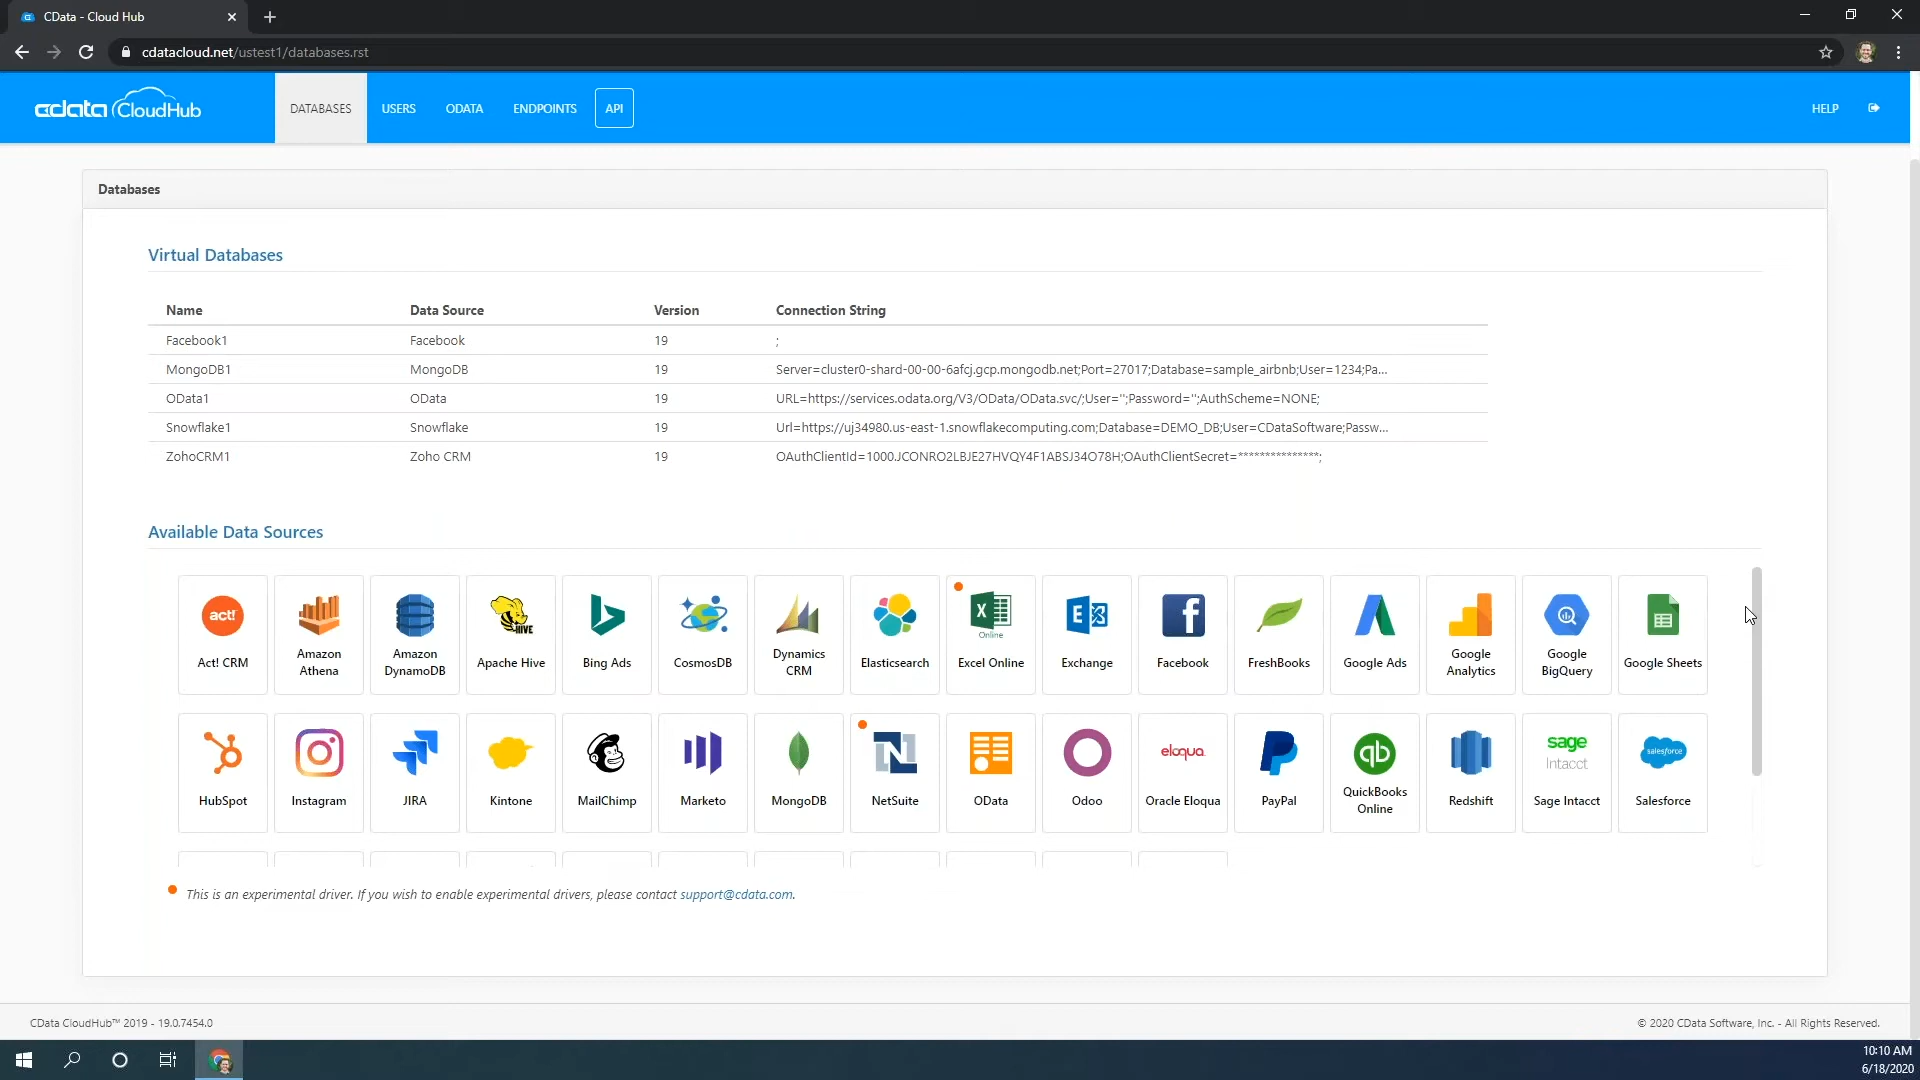 CData - Cloud Hub
cdatacloud.net/ustest1/databases.rst
cdata CloudHub
DATABASES
USERS
ODATA
ENDPOINTS
API
HELP
Databases
Virtual Databases
Name Data Source Version Connection String
Facebook1 Facebook 19 ;
MongoDB1 MongoDB 19 Server=cluster0-shard-00-00-6afcj.gcp.mongodb.net;Port=27017;Database=sample_airbnb;User=1234;Pa...
OData1 OData 19 URL=https://services.odata.org/V3/OData/OData.svc/;User='';Password='';AuthScheme=NONE;
Snowflake1 Snowflake 19 Url=https://uj34980.us-east-1.snowflakecomputing.com;Database=DEMO_DB;User=CDataSoftware;Passw...
ZohoCRM1 Zoho CRM 19 OAuthClientId=1000.JCONRO2LBJE27HVQY4F1ABSJ34O78H;OAuthClientSecret=***************;
Available Data Sources
act!
Act! CRM
Amazon
Athena
Amazon
DynamoDB
HIVE
Apache Hive
Bing Ads
CosmosDB
Dynamics
CRM
Elasticsearch
Online
Excel Online
Exchange
Facebook
FreshBooks
Google Ads
Google
Analytics
Google
BigQuery
Google Sheets
HubSpot
Instagram
JIRA
Kintone
MailChimp
Marketo
MongoDB
NetSuite
OData
Odoo
eloqua
Oracle Eloqua
PayPal
qb
QuickBooks
Online
Redshift
sage
Intacct
Sage Intacct
salesforce
Salesforce
This is an experimental driver. If you wish to enable experimental drivers, please contact support@cdata.com.
CData CloudHub™ 2019 - 19.0.7454.0
© 2020 CData Software, Inc. - All Rights Reserved.
10:10 AM
6/18/2020